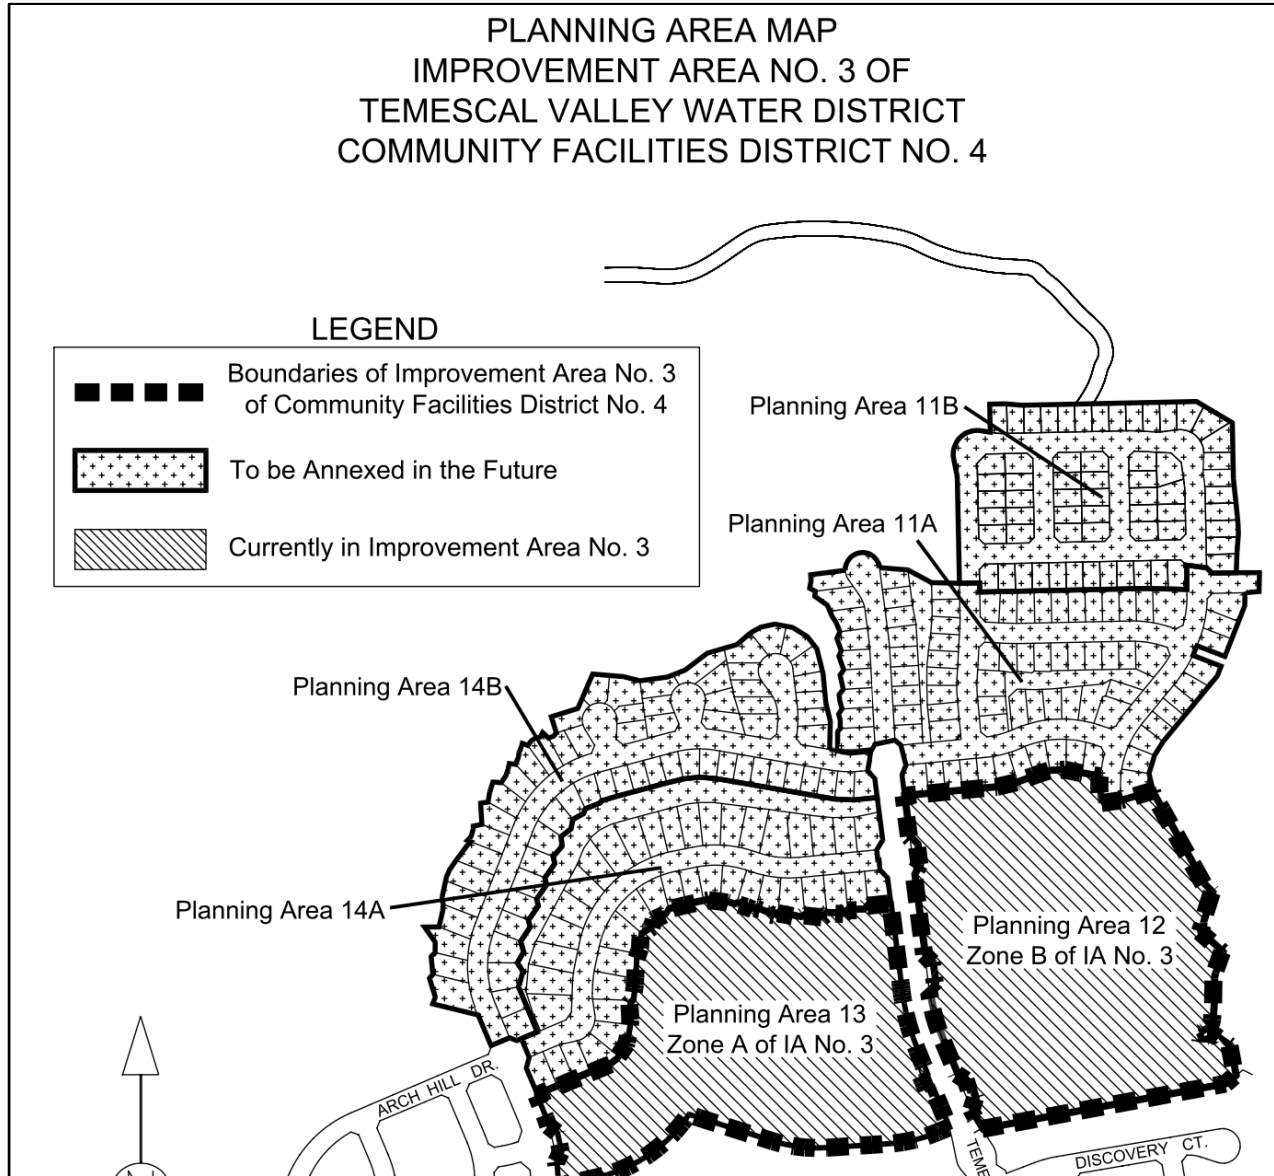 PLANNING AREA MAP
IMPROVEMENT AREA NO. 3 OF
TEMESCAL VALLEY WATER DISTRICT
COMMUNITY FACILITIES DISTRICT NO. 4
LEGEND
Boundaries of Improvement Area No. 3
of Community Facilities District No. 4
To be Annexed in the Future
Currently in Improvement Area No. 3
Planning Area 11B
Planning Area 11A
Planning Area 14B
Planning Area 14A
Planning Area 12
Zone B of IA No. 3
Planning Area 13
Zone A of IA No. 3
ARCH HILL DR.
DISCOVERY CT.